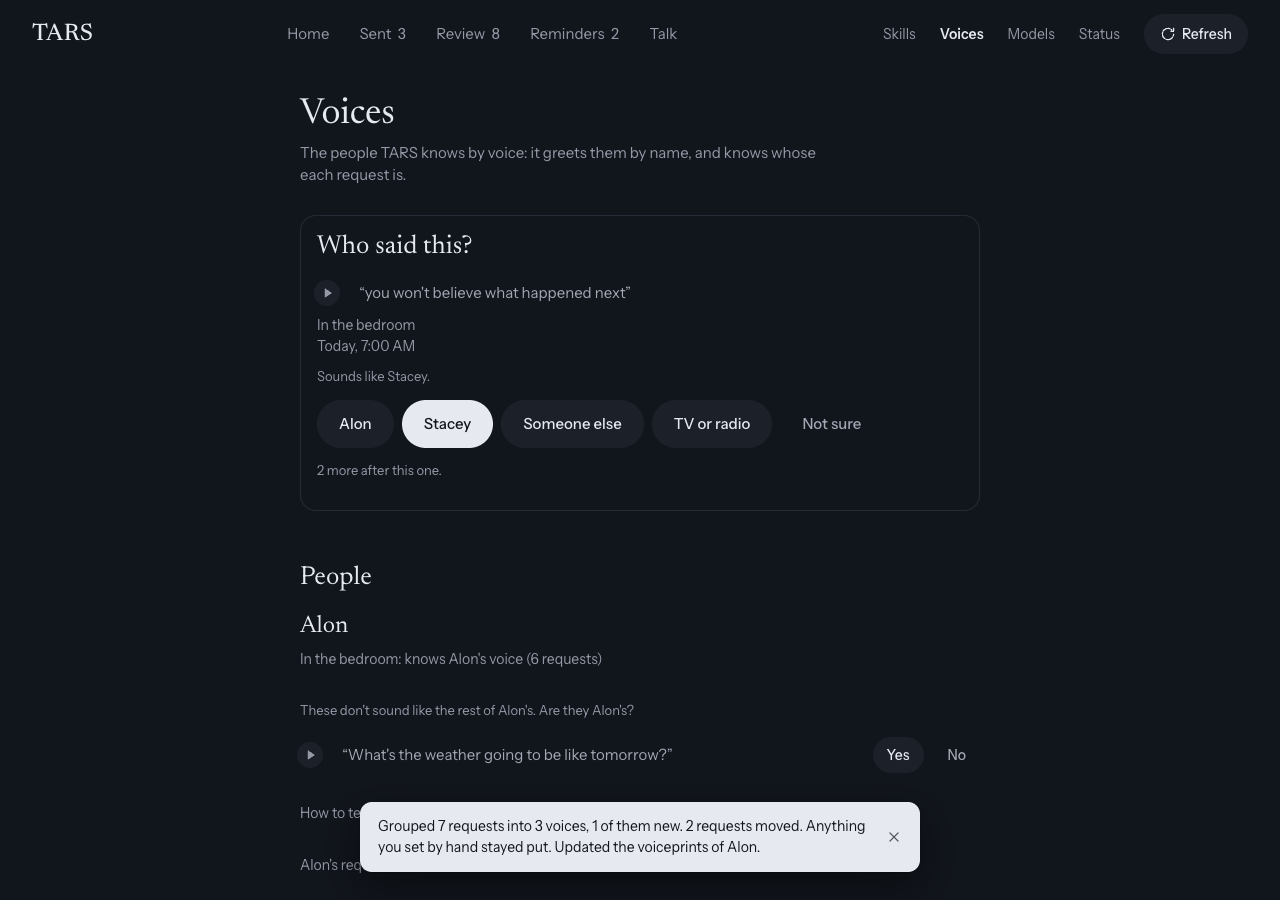 TARS
Home Sent 3 Review 8 Reminders 2 Talk
Skills Voices Models Status Refresh
Voices
The people TARS knows by voice: it greets them by name, and knows whose
each request is.
Who said this?
“you won't believe what happened next”
In the bedroom
Today, 7:00 AM
Sounds like Stacey.
Alon Stacey Someone else TV or radio Not sure
2 more after this one.
People
Alon
In the bedroom: knows Alon's voice (6 requests)
These don't sound like the rest of Alon's. Are they Alon's?
“What's the weather going to be like tomorrow?” Yes No
How to
Grouped 7 requests into 3 voices, 1 of them new. 2 requests moved. Anything
you set by hand stayed put. Updated the voiceprints of Alon.
Alon's